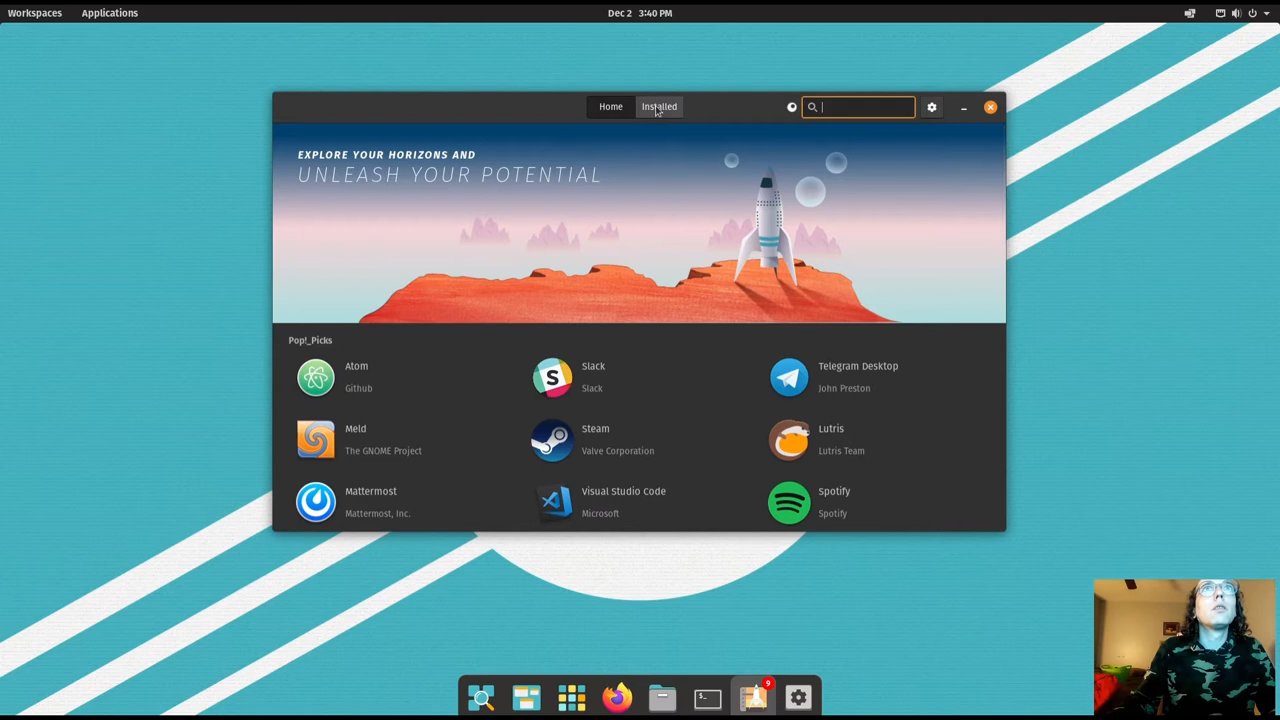 Workspaces Applications Dec 2 3:40 PM
Home Installed
EXPLORE YOUR HORIZONS AND
UNLEASH YOUR POTENTIAL
Pop!_Picks
Atom
Github
Slack
Slack
Telegram Desktop
John Preston
Meld
The GNOME Project
Steam
Valve Corporation
Lutris
Lutris Team
Mattermost
Mattermost, Inc.
Visual Studio Code
Microsoft
Spotify
Spotify
9